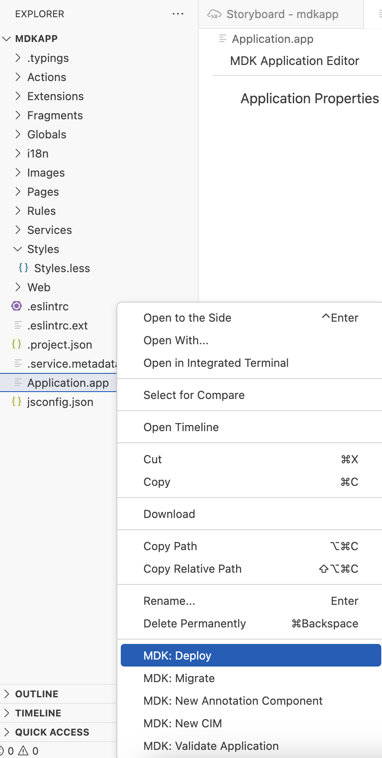 EXPLORER
Storyboard - mdkapp
MDKAPP
Application.app
.typings
MDK Application Editor
Actions
Extensions
Application Properties
Fragments
Globals
i18n
Images
Pages
Rules
Services
Styles
{} Styles.less
Web
.eslintrc
.eslintrc.ext
{} .project.json
.service.metadata
Application.app
{} jsconfig.json
Open to the Side ^Enter
Open With...
Open in Integrated Terminal
Select for Compare
Open Timeline
Cut ⌘X
Copy ⌘C
Download
Copy Path ⌥⌘C
Copy Relative Path ⇧⌥⌘C
Rename... Enter
Delete Permanently ⌘Backspace
MDK: Deploy
MDK: Migrate
MDK: New Annotation Component
MDK: New CIM
MDK: Validate Application
OUTLINE
TIMELINE
QUICK ACCESS
0 0